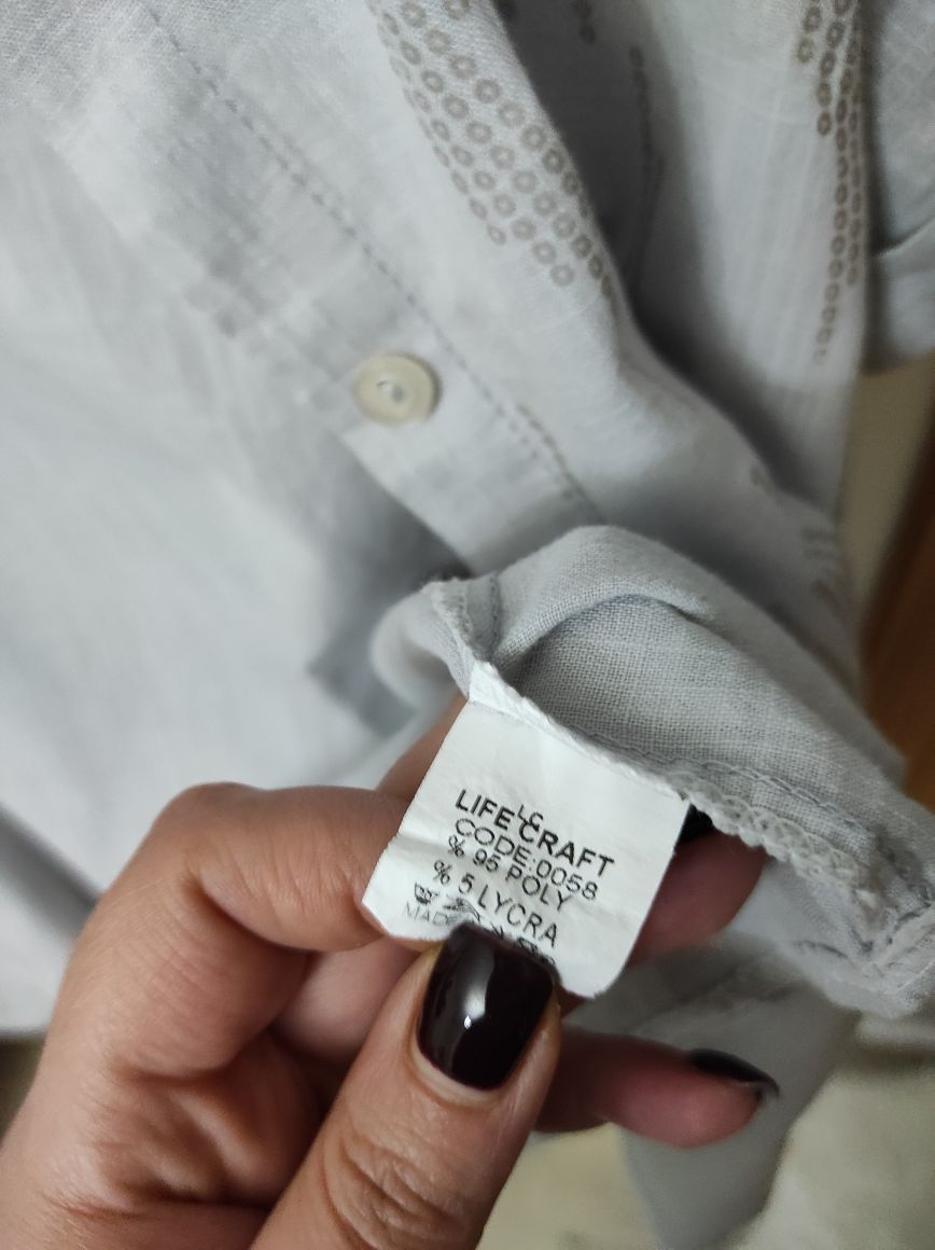 LC
LIFE CRAFT
CODE:0058
% 95 POLY
% 5 LYCRA